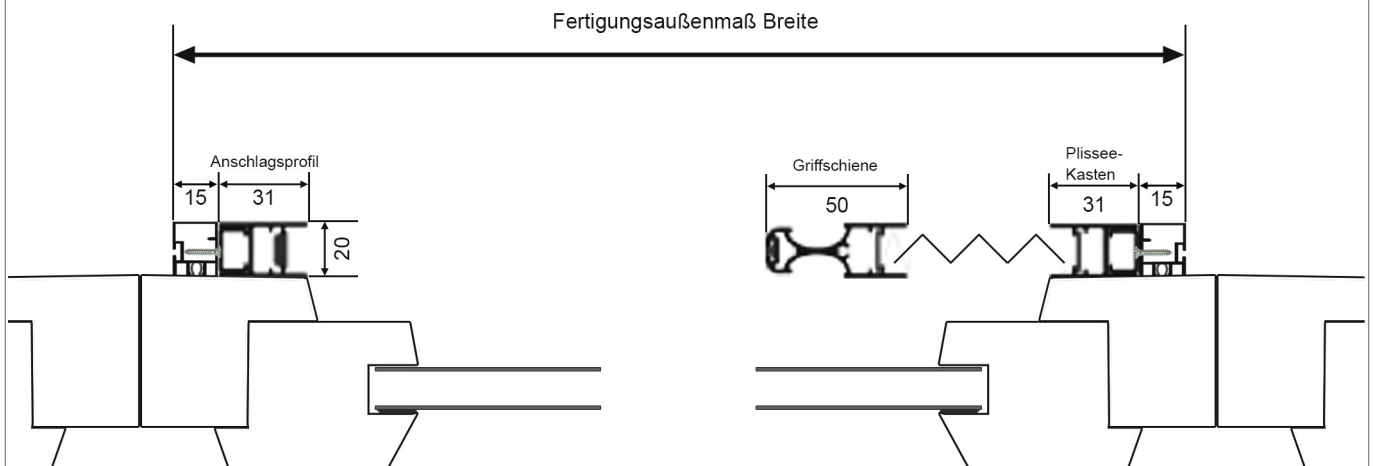 Fertigungsaußenmaß Breite
Anschlagsprofil
15
31
20
Griffschiene
50
Plissee-
Kasten
31
15